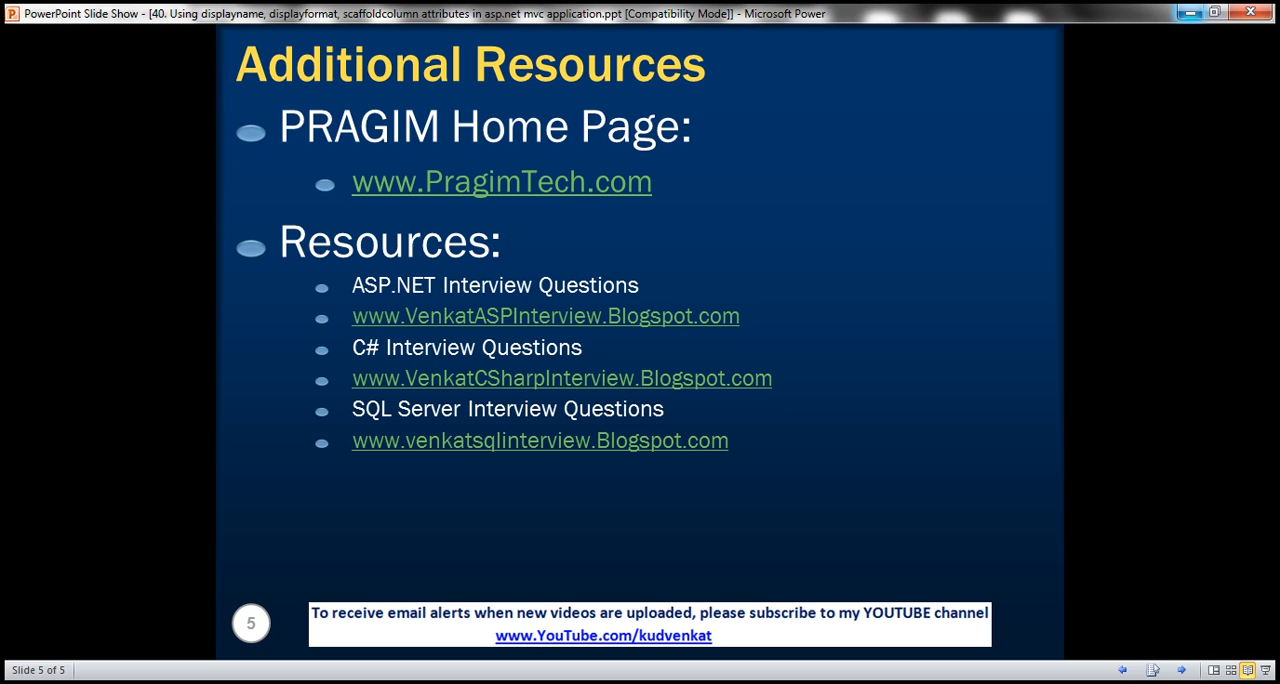 PowerPoint Slide Show - [40. Using displayname, displayformat, scaffoldcolumn attributes in asp.net mvc application.ppt [Compatibility Mode]] - Microsoft Power
Additional Resources
PRAGIM Home Page:
www.PragimTech.com
Resources:
ASP.NET Interview Questions
www.VenkatASPInterview.Blogspot.com
C# Interview Questions
www.VenkatCSharpInterview.Blogspot.com
SQL Server Interview Questions
www.venkatsqlinterview.Blogspot.com
5
To receive email alerts when new videos are uploaded, please subscribe to my YOUTUBE channel
www.YouTube.com/kudvenkat
Slide 5 of 5